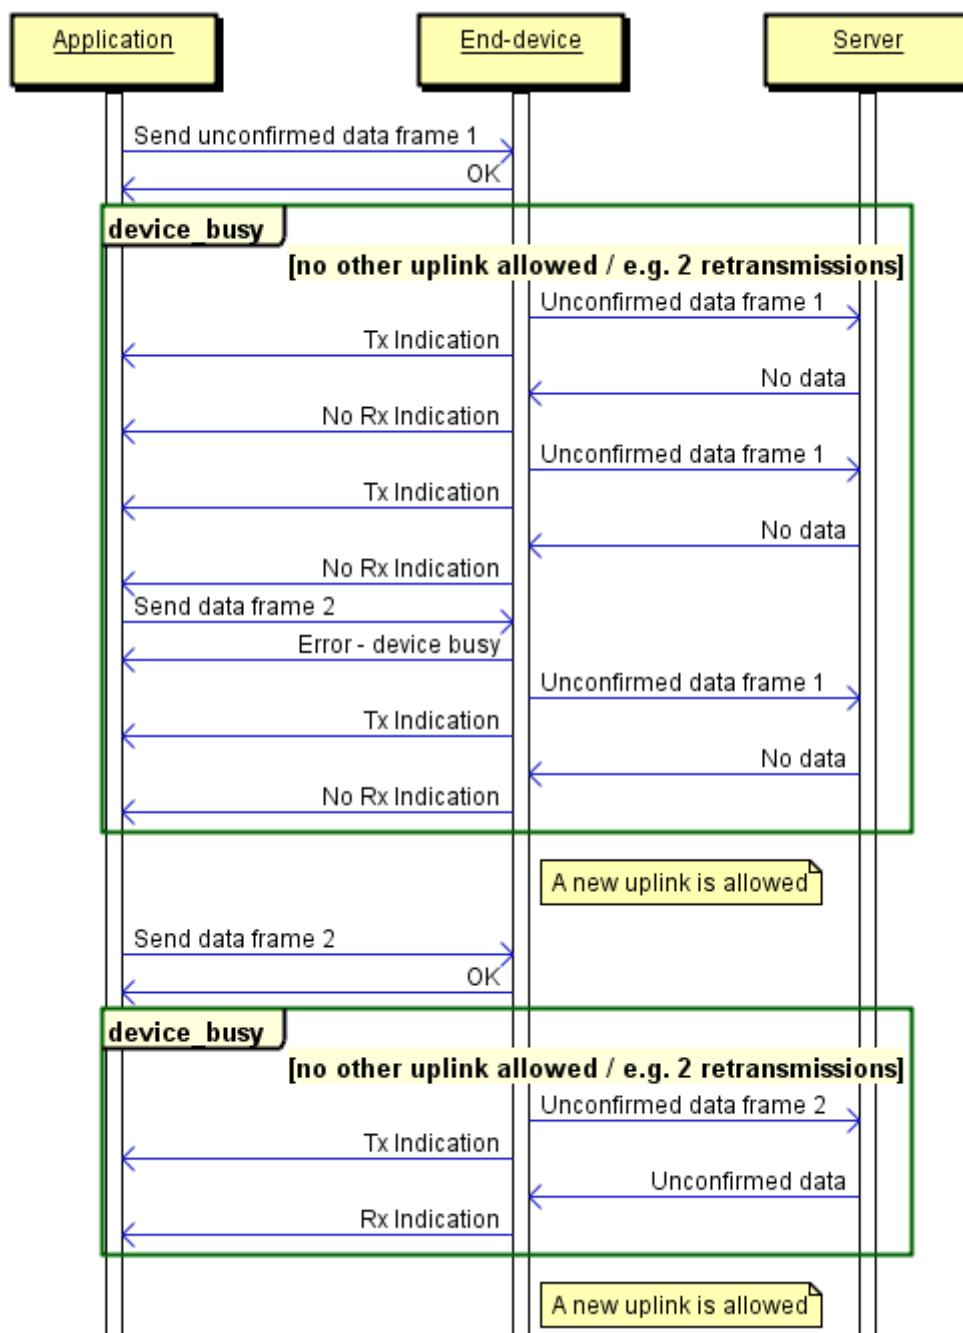 Application End-device Server
Send unconfirmed data frame 1
OK
device_busy
[no other uplink allowed / e.g. 2 retransmissions]
Unconfirmed data frame 1
Tx Indication
No data
No Rx Indication
Unconfirmed data frame 1
Tx Indication
No data
No Rx Indication
Send data frame 2
Error - device busy
Unconfirmed data frame 1
Tx Indication
No data
No Rx Indication
A new uplink is allowed
Send data frame 2
OK
device_busy
[no other uplink allowed / e.g. 2 retransmissions]
Unconfirmed data frame 2
Tx Indication
Unconfirmed data
Rx Indication
A new uplink is allowed